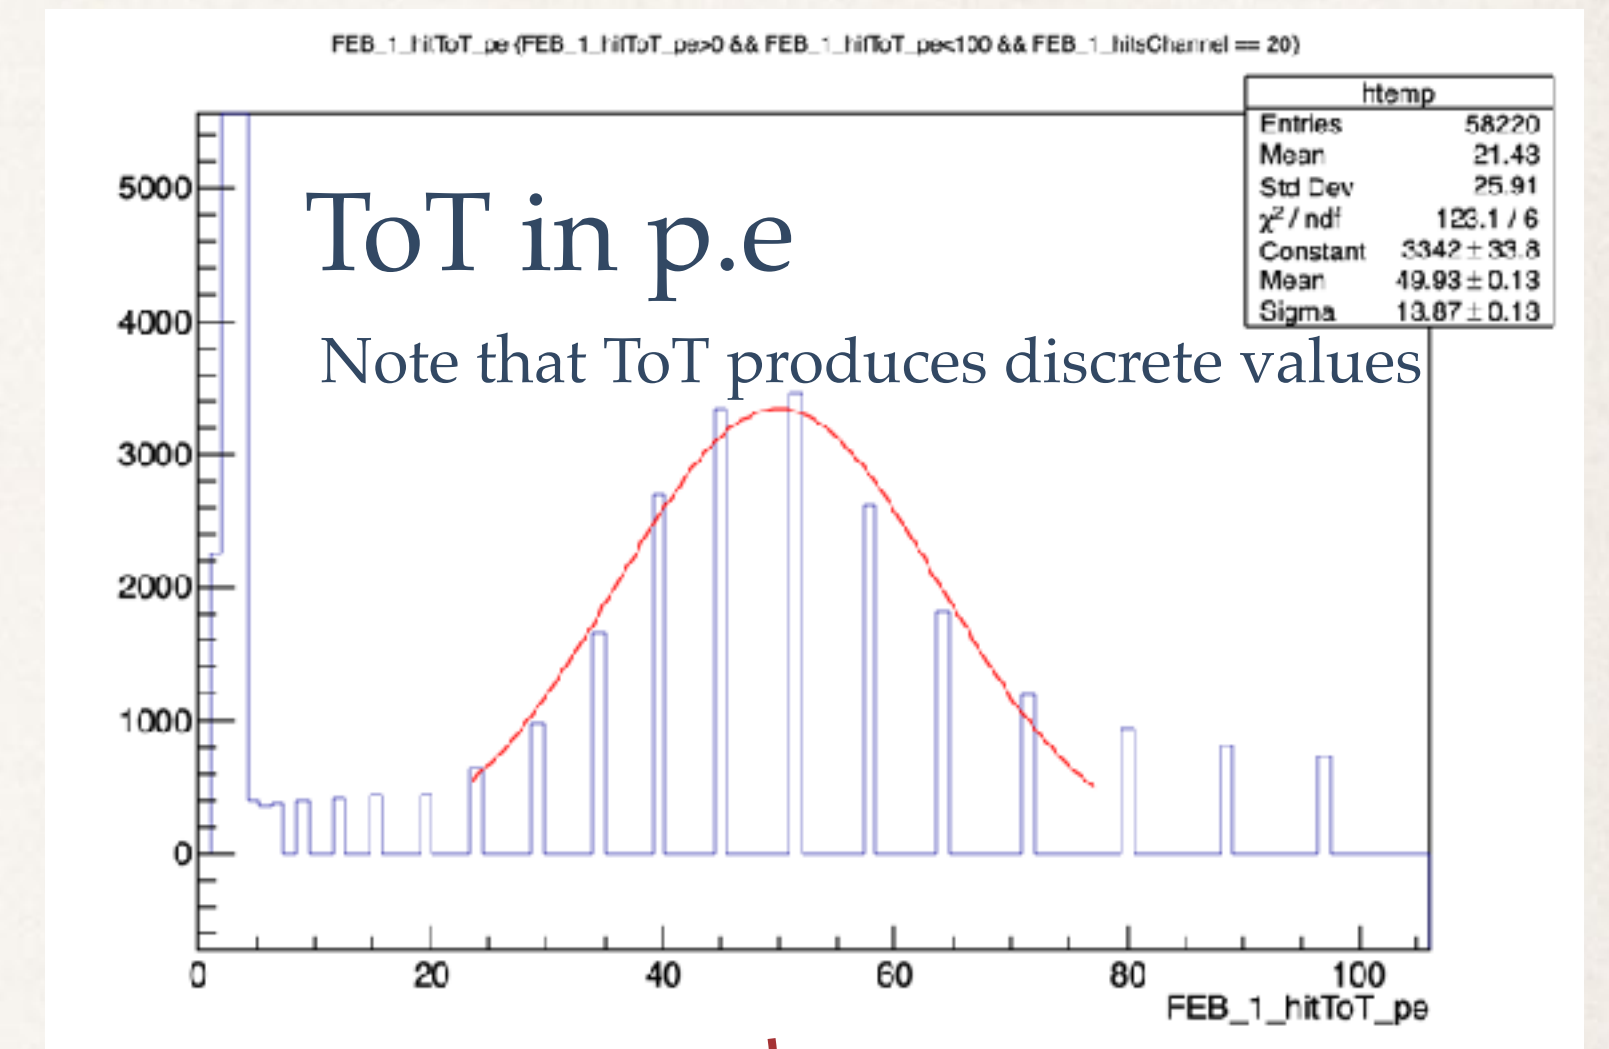 FEB_1_hitToT_pe {FEB_1_hitToT_pe>0 && FEB_1_hitToT_pe<100 && FEB_1_hitsChannel == 20}
htemp
Entries 58220
Mean 21.43
Std Dev 25.91
χ² / ndf 123.1 / 6
Constant 3342 ± 33.8
Mean 49.93 ± 0.13
Sigma 13.87 ± 0.13
ToT in p.e
Note that ToT produces discrete values
5000
4000
3000
2000
1000
0
0 20 40 60 80 100
FEB_1_hitToT_pe